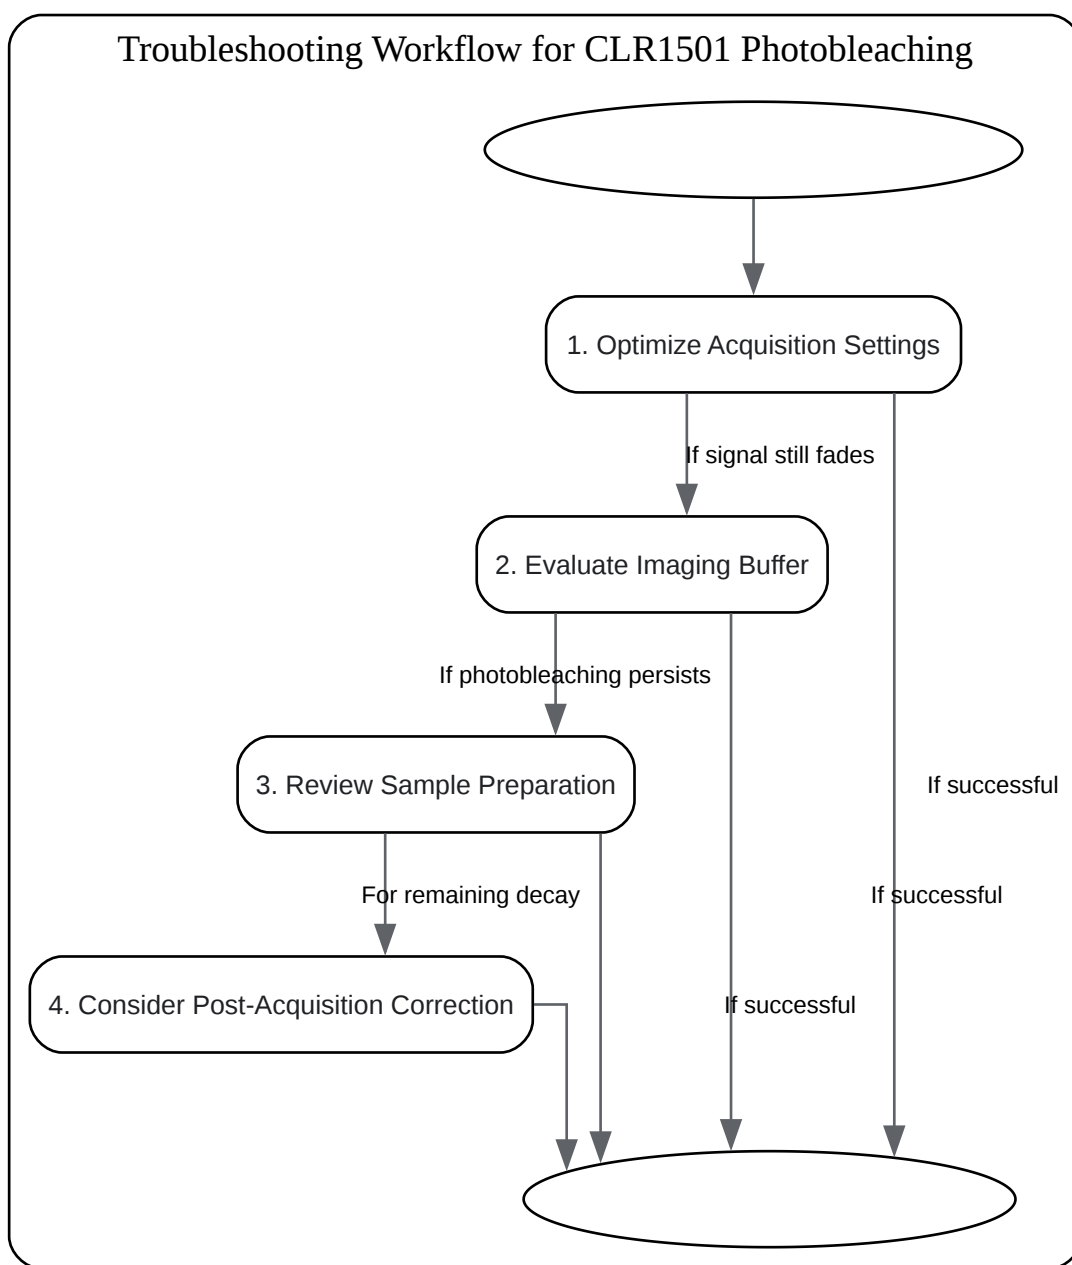 Troubleshooting Workflow for CLR1501 Photobleaching
1. Optimize Acquisition Settings
If signal still fades
2. Evaluate Imaging Buffer
If photobleaching persists
3. Review Sample Preparation
If successful
For remaining decay
If successful
4. Consider Post-Acquisition Correction
If successful